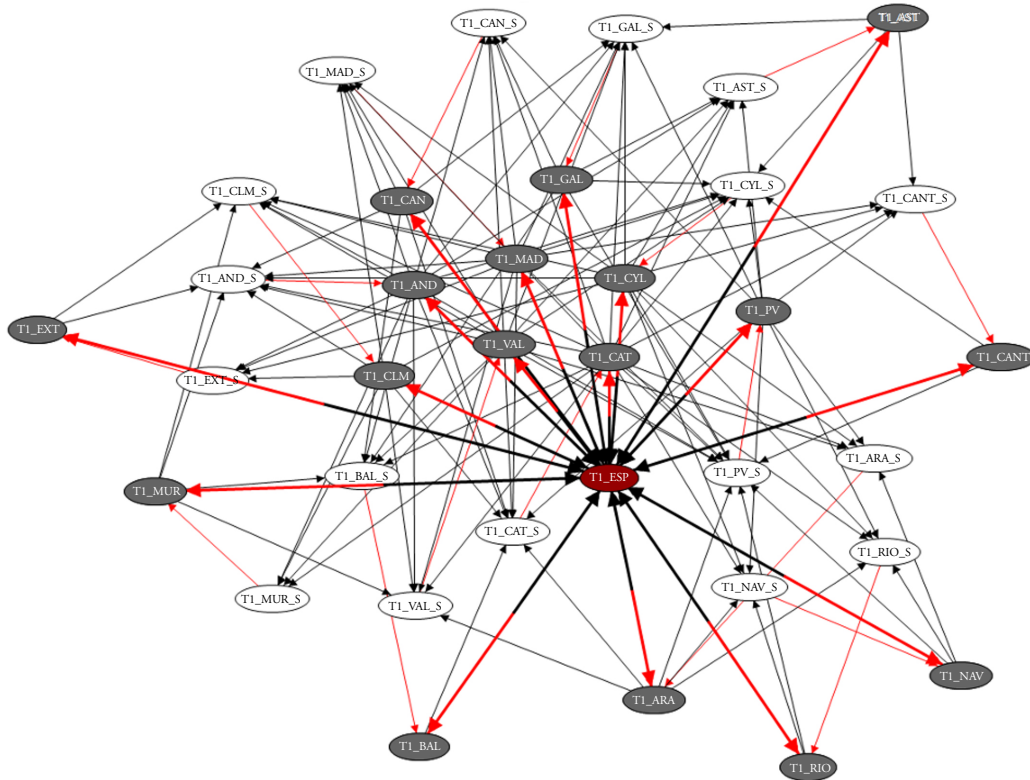 T1_AST
T1_CAN_S
T1_GAL_S
T1_MAD_S
T1_AST_S
T1_GAL
T1_CYL_S
T1_CLM_S
T1_CAN
T1_CANT_S
T1_MAD
T1_AND_S
T1_CYL
T1_AND
T1_PV
T1_EXT
T1_VAL
T1_CAT
T1_CANT
T1_CLM
T1_EXT_S
T1_ARA_S
T1_PV_S
T1_BAL_S
T1_ESP
T1_MUR
T1_CAT_S
T1_RIO_S
T1_NAV_S
T1_MUR_S
T1_VAL_S
T1_NAV
T1_ARA
T1_BAL
T1_RIO